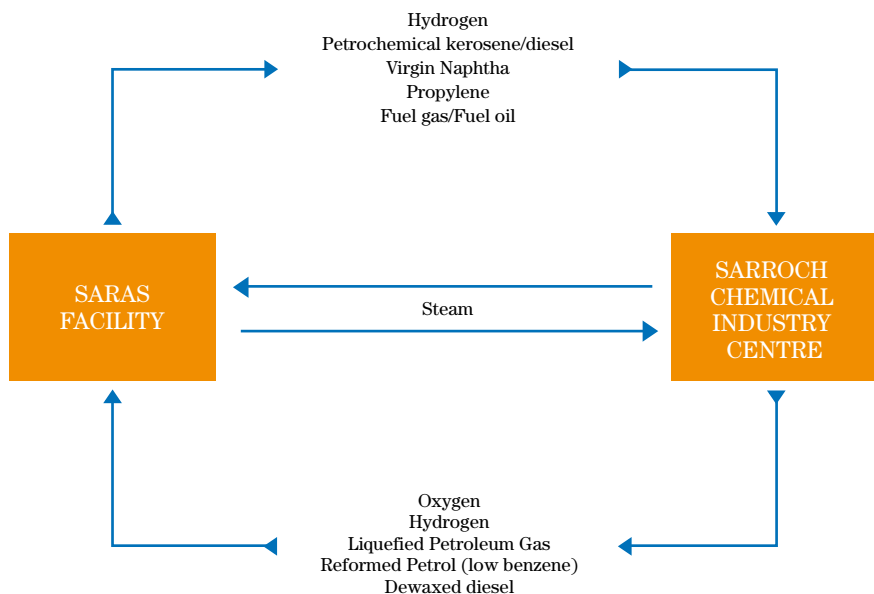 Hydrogen
Petrochemical kerosene/diesel
Virgin Naphtha
Propylene
Fuel gas/Fuel oil
SARAS
FACILITY
Steam
SARROCH
CHEMICAL
INDUSTRY
CENTRE
Oxygen
Hydrogen
Liquefied Petroleum Gas
Reformed Petrol (low benzene)
Dewaxed diesel